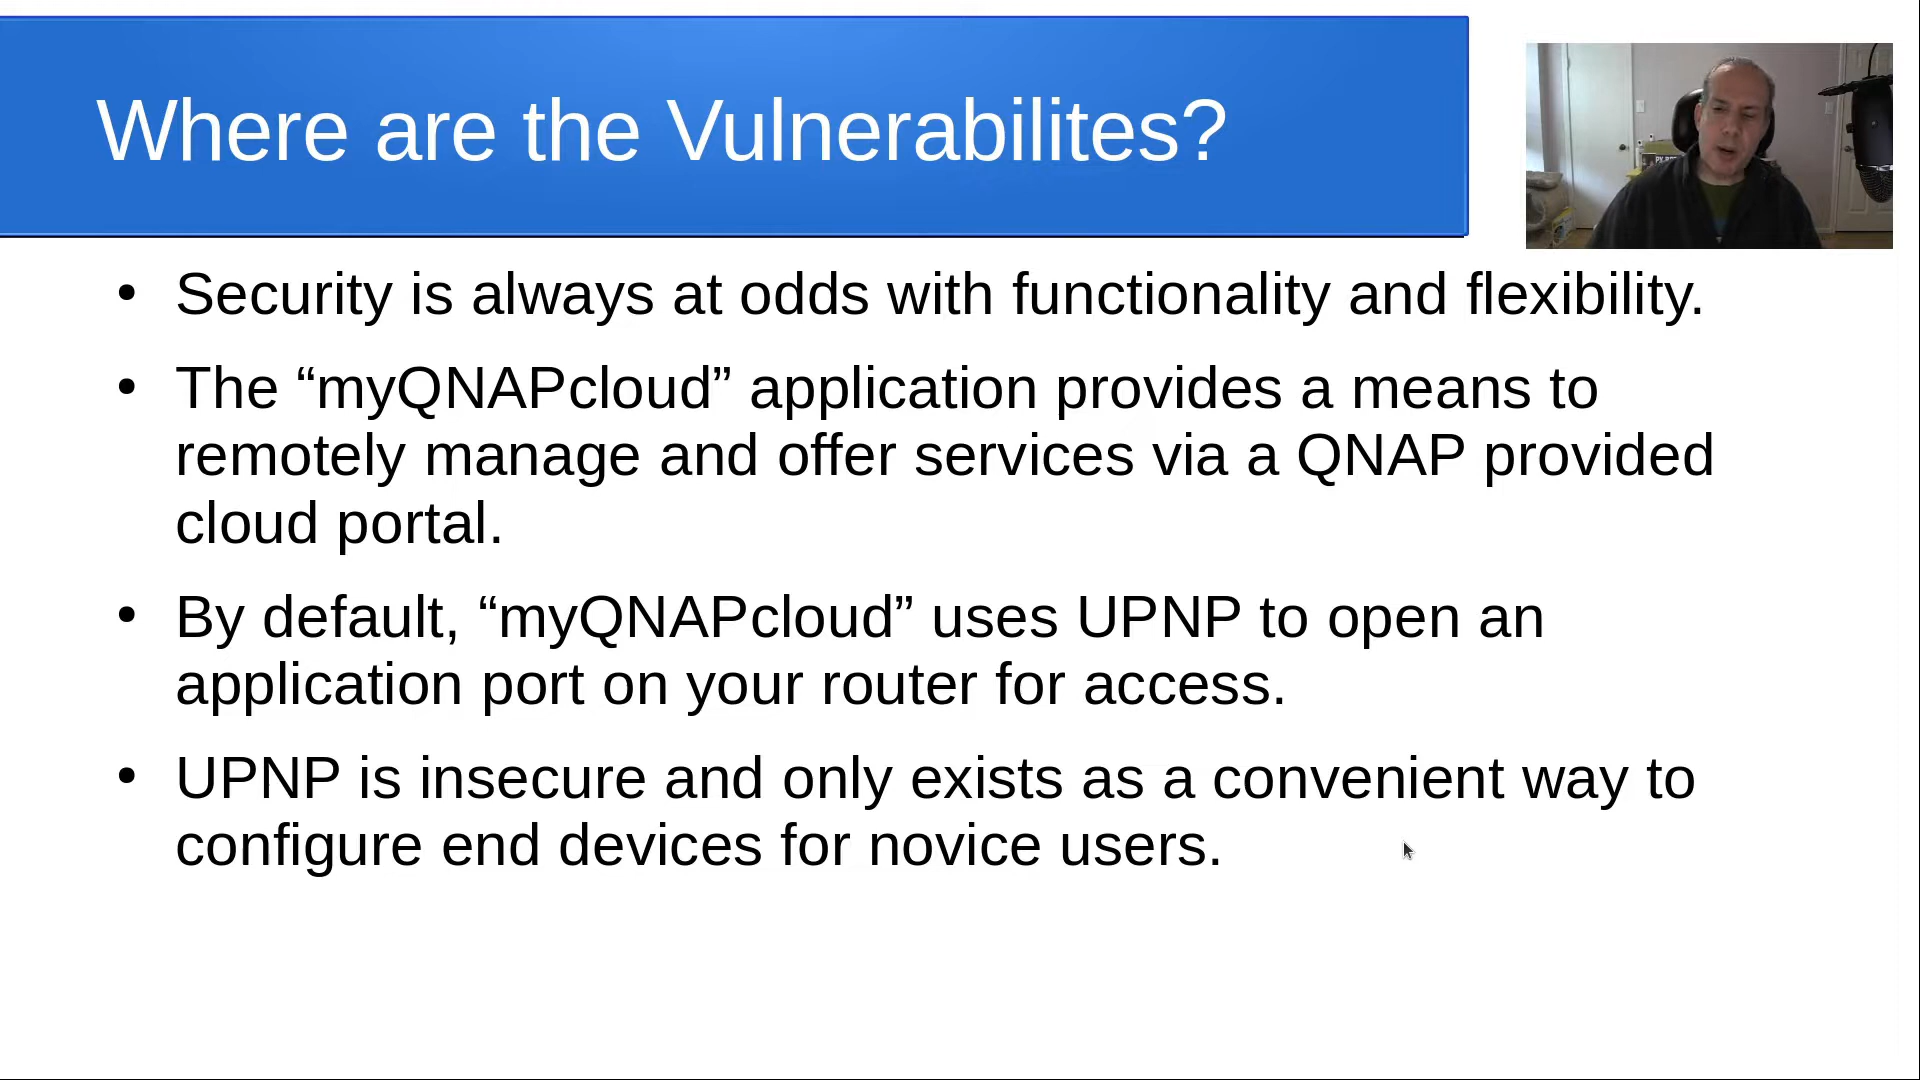 Where are the Vulnerabilites?
• Security is always at odds with functionality and flexibility.
• The “myQNAPcloud” application provides a means to
remotely manage and offer services via a QNAP provided
cloud portal.
• By default, “myQNAPcloud” uses UPNP to open an
application port on your router for access.
• UPNP is insecure and only exists as a convenient way to
configure end devices for novice users.